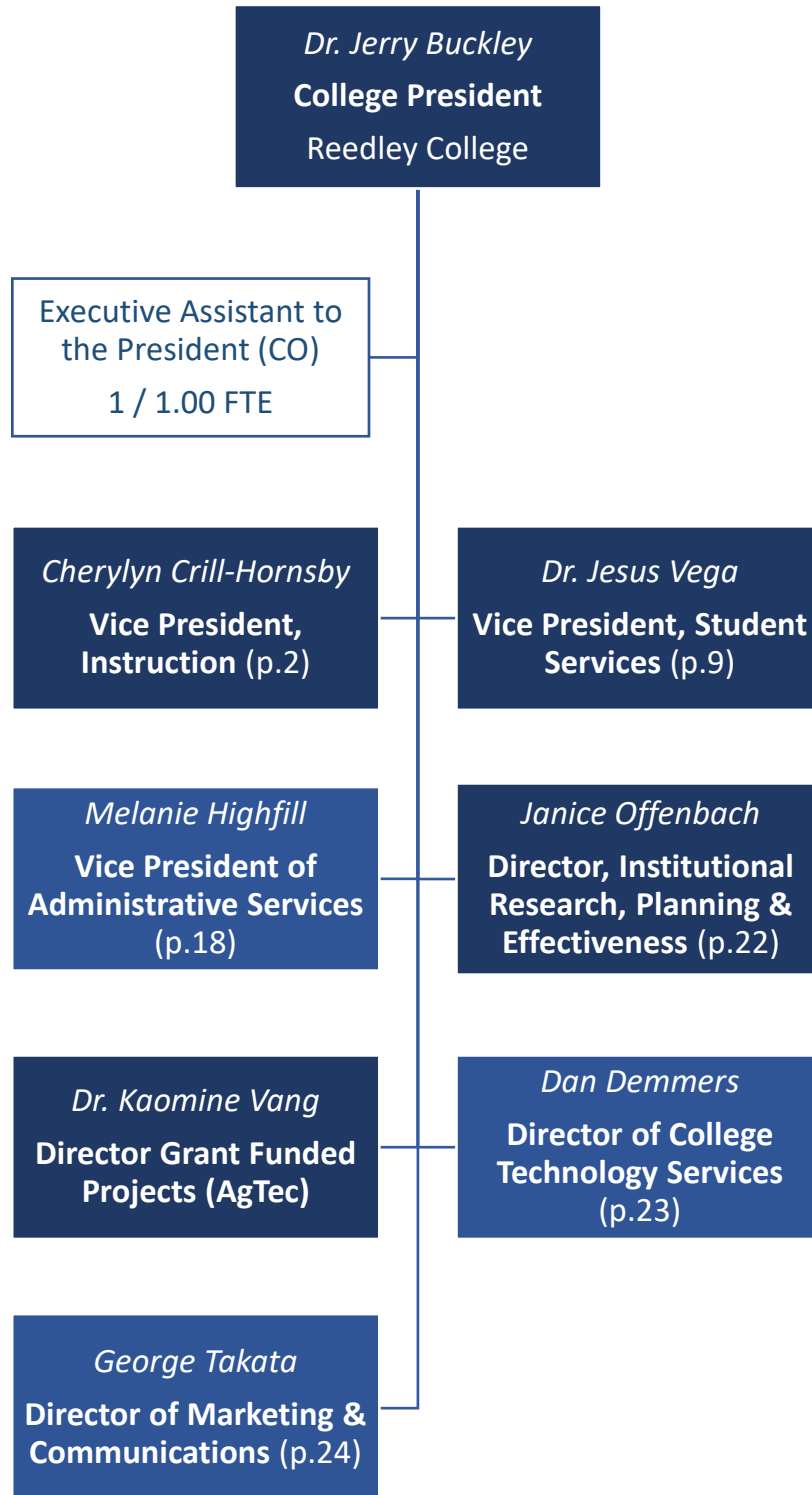 Dr. Jerry Buckley
College President
Reedley College
Executive Assistant to
the President (CO)
1 / 1.00 FTE
Cherylyn Crill-Hornsby
Vice President,
Instruction (p.2)
Dr. Jesus Vega
Vice President, Student
Services (p.9)
Melanie Highfill
Vice President of
Administrative Services
(p.18)
Janice Offenbach
Director, Institutional
Research, Planning &
Effectiveness (p.22)
Dr. Kaomine Vang
Director Grant Funded
Projects (AgTec)
Dan Demmers
Director of College
Technology Services
(p.23)
George Takata
Director of Marketing &
Communications (p.24)